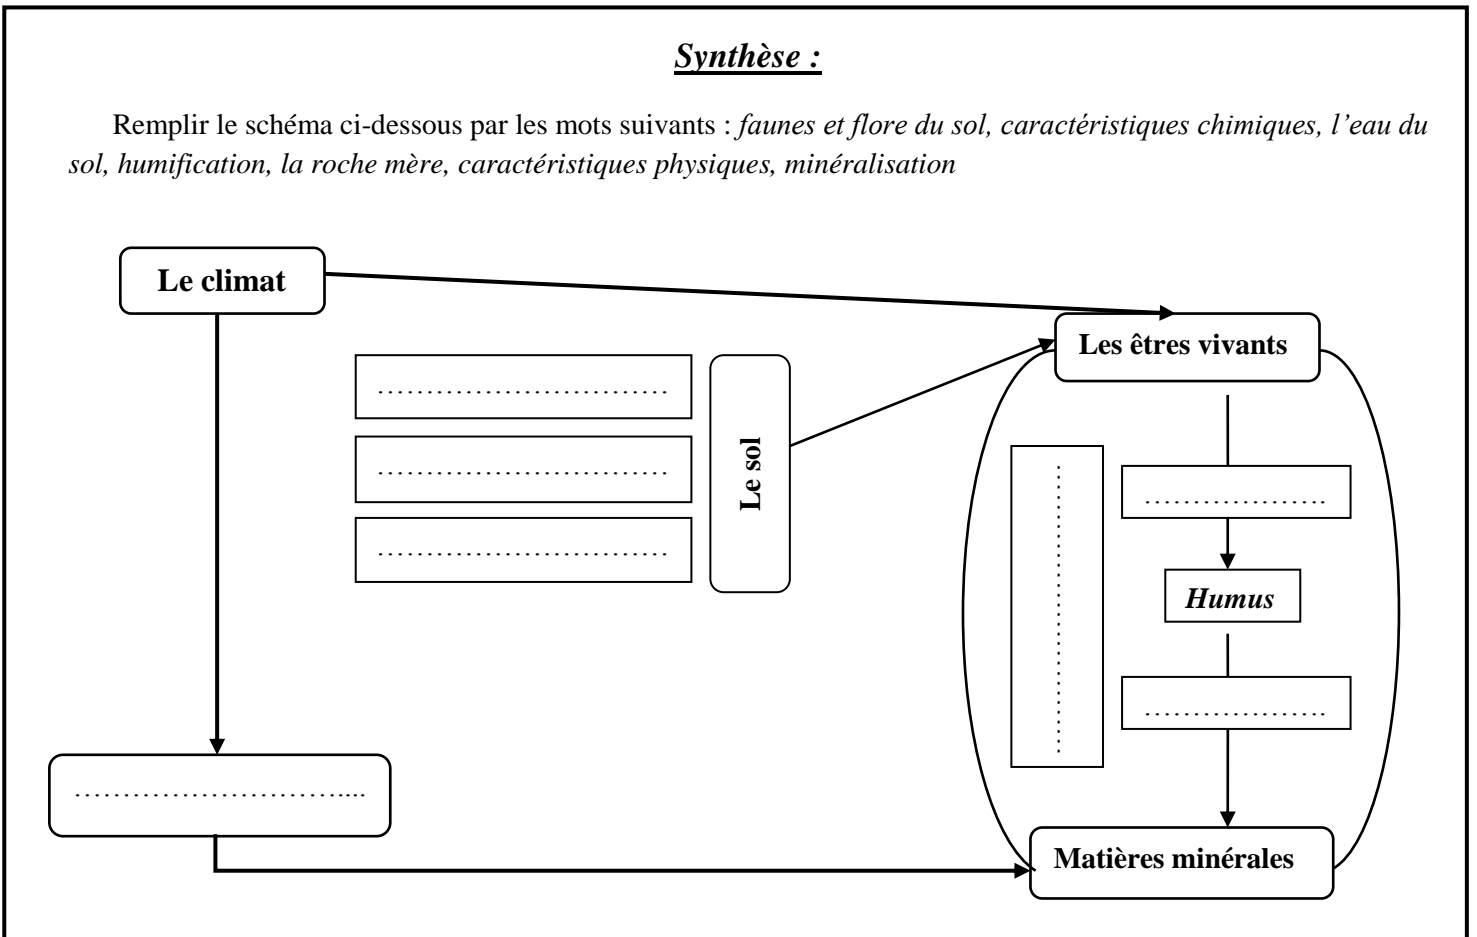 Synthèse :
Remplir le schéma ci-dessous par les mots suivants : faunes et flore du sol, caractéristiques chimiques, l’eau du
sol, humification, la roche mère, caractéristiques physiques, minéralisation
Le climat
Les êtres vivants
…………………………
…………………………
…………………………
Le sol
…………………………
……………….
Humus
……………….
………………………....
Matières minérales